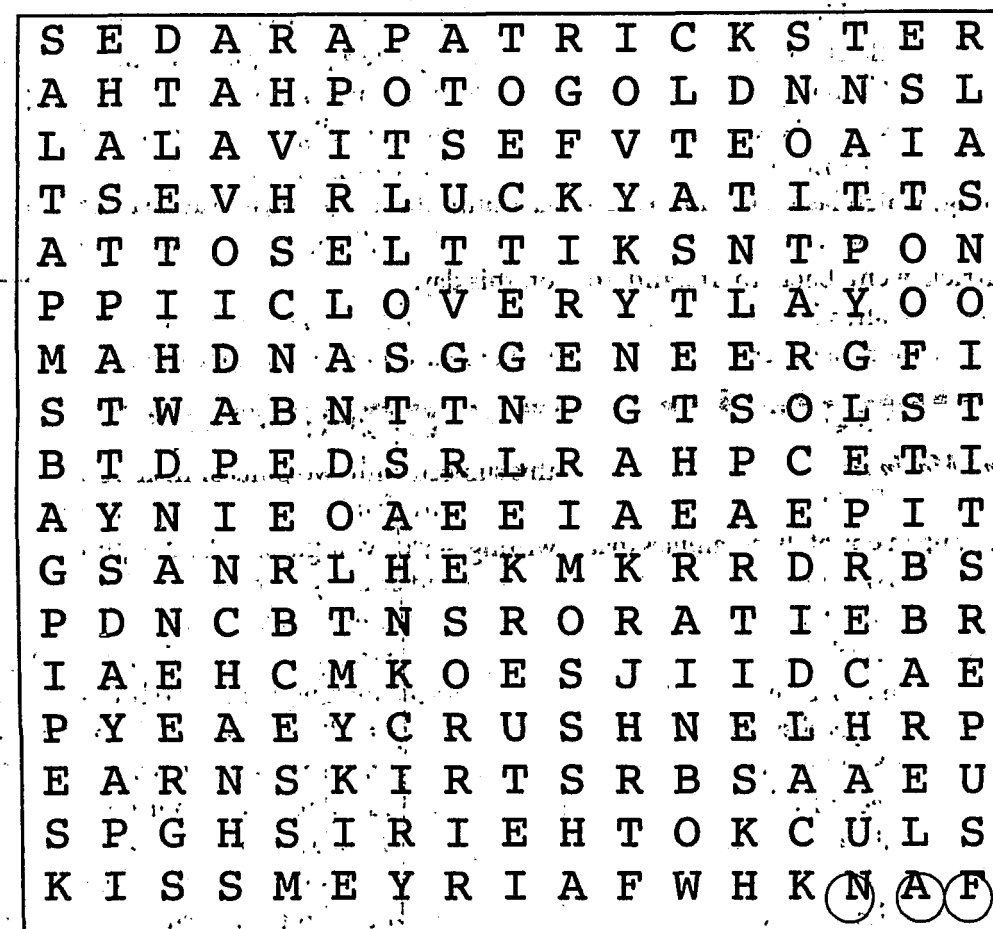 S E D A R A P A T R I C K S T E R
A H T A H P O T O G O L D N N S L
L A L A V I T S E F V T E O A I A
T S E V H R L U C K Y A T I T T S
A T T O S E L T T I K S N T P O N
P P I I C L O V E R Y T L A Y O O
M A H D N A S G G E N E E R G F I
S T W A B N T T N P G T S O L S T
B T D P E D S R L R A H P C E T I
A Y N I E O A E E I A E A E P I T
G S A N R L H E K M K R R D R B S
P D N C B T N S R O R A T I E B R
I A E H C M K O E S J I I D C A E
P Y E A E Y C R U S H N E L H R P
E A R N S K I R T S R B S A A E U
S P G H S I R I E H T O K C U L S
K I S S M E Y R I A F W H K N A F